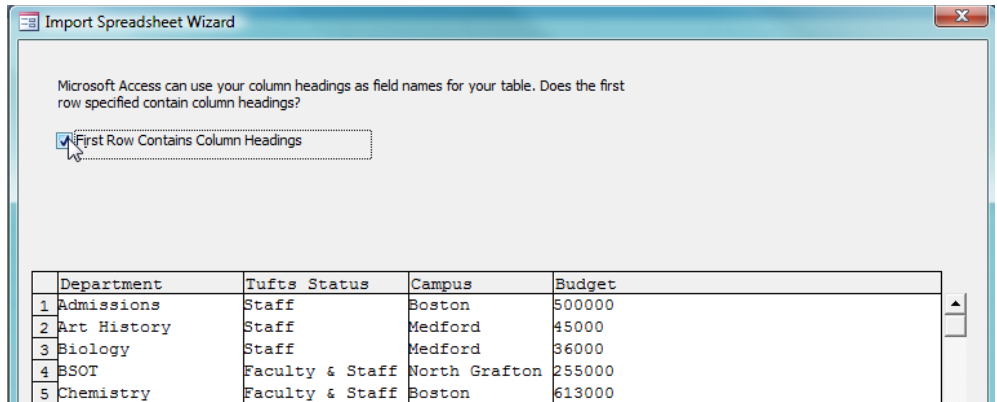 Import Spreadsheet Wizard
X
Microsoft Access can use your column headings as field names for your table. Does the first
row specified contain column headings?
First Row Contains Column Headings
Department Tufts Status Campus Budget
1 Admissions Staff Boston 500000
2 Art History Staff Medford 45000
3 Biology Staff Medford 36000
4 BSOT Faculty & Staff North Grafton 255000
5 Chemistry Faculty & Staff Boston 613000